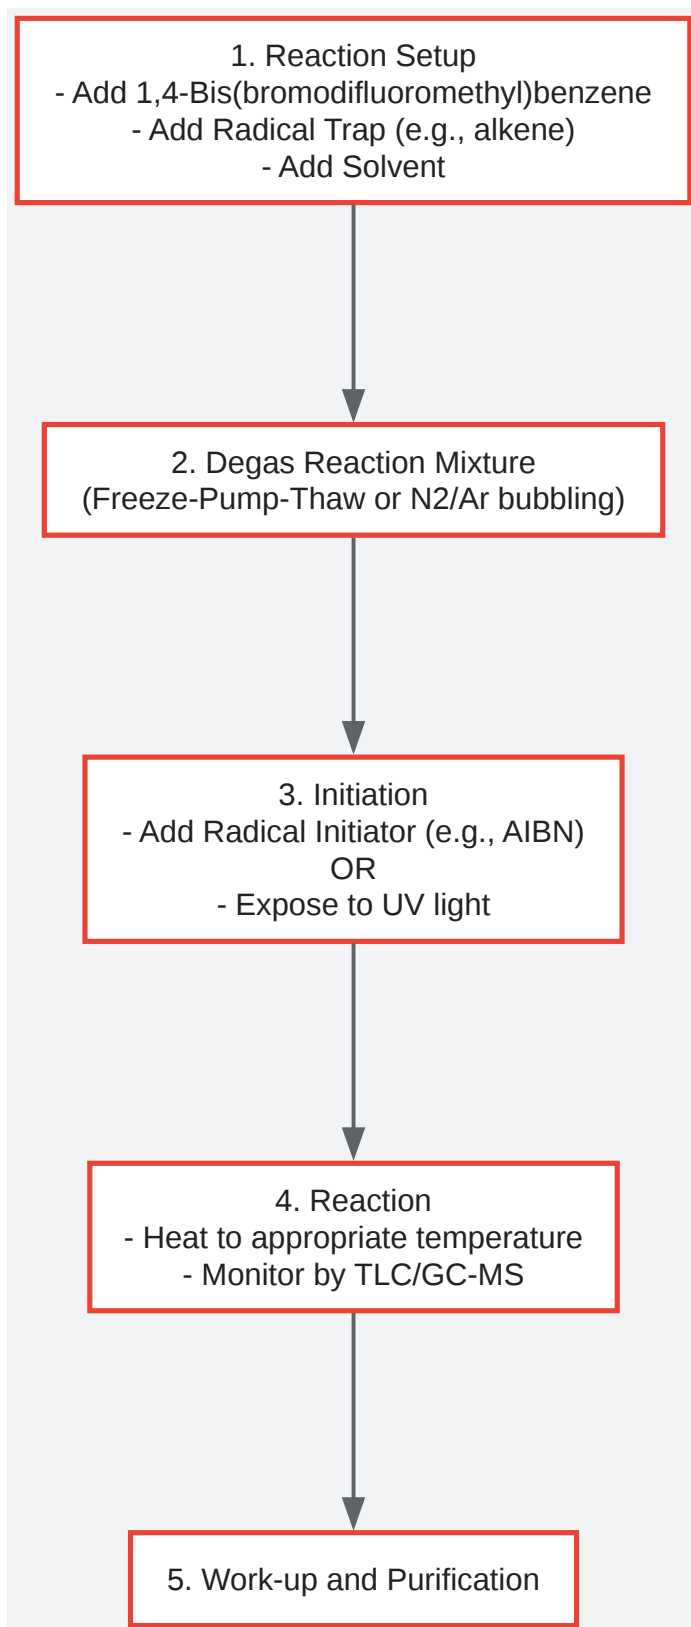 1. Reaction Setup
- Add 1,4-Bis(bromodifluoromethyl)benzene
- Add Radical Trap (e.g., alkene)
- Add Solvent
2. Degas Reaction Mixture
(Freeze-Pump-Thaw or N2/Ar bubbling)
3. Initiation
- Add Radical Initiator (e.g., AIBN)
OR
- Expose to UV light
4. Reaction
- Heat to appropriate temperature
- Monitor by TLC/GC-MS
5. Work-up and Purification